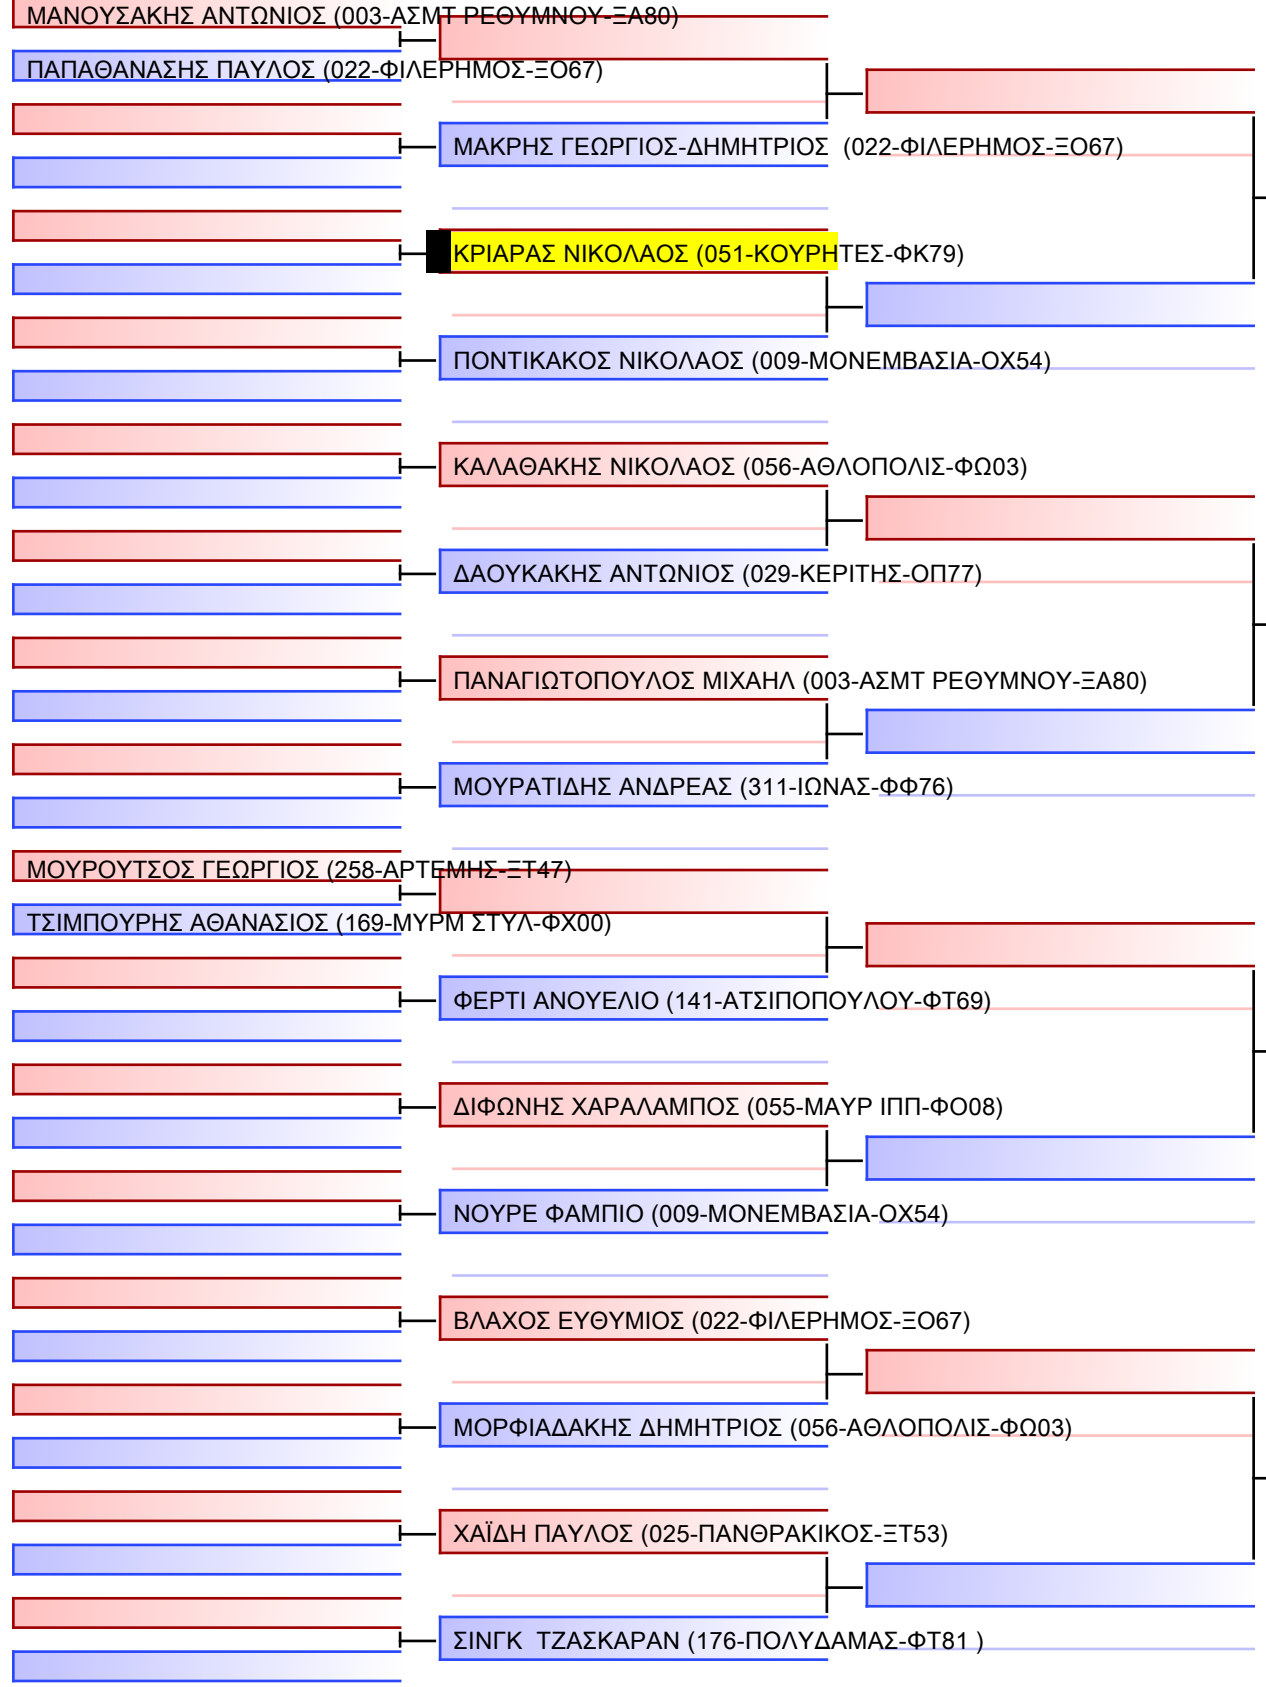 ΜΑΝΟΥΣΑΚΗΣ ΑΝΤΩΝΙΟΣ (003-ΑΣΜΤ ΡΕΘΥΜΝΟΥ-ΞΑ80)
ΠΑΠΑΘΑΝΑΣΗΣ ΠΑΥΛΟΣ (022-ΦΙΛΕΡΗΜΟΣ-ΞΟ67)
ΜΑΚΡΗΣ ΓΕΩΡΓΙΟΣ-ΔΗΜΗΤΡΙΟΣ (022-ΦΙΛΕΡΗΜΟΣ-ΞΟ67)
ΚΡΙΑΡΑΣ ΝΙΚΟΛΑΟΣ (051-ΚΟΥΡΗΤΕΣ-ΦΚ79)
ΠΟΝΤΙΚΑΚΟΣ ΝΙΚΟΛΑΟΣ (009-ΜΟΝΕΜΒΑΣΙΑ-ΟΧ54)
ΚΑΛΑΘΑΚΗΣ ΝΙΚΟΛΑΟΣ (056-ΑΘΛΟΠΟΛΙΣ-ΦΩ03)
ΔΑΟΥΚΑΚΗΣ ΑΝΤΩΝΙΟΣ (029-ΚΕΡΙΤΗΣ-ΟΠ77)
ΠΑΝΑΓΙΩΤΟΠΟΥΛΟΣ ΜΙΧΑΗΛ (003-ΑΣΜΤ ΡΕΘΥΜΝΟΥ-ΞΑ80)
ΜΟΥΡΑΤΙΔΗΣ ΑΝΔΡΕΑΣ (311-ΙΩΝΑΣ-ΦΦ76)
ΜΟΥΡΟΥΤΣΟΣ ΓΕΩΡΓΙΟΣ (258-ΑΡΤΕΜΗΣ-ΞΤ47)
ΤΣΙΜΠΟΥΡΗΣ ΑΘΑΝΑΣΙΟΣ (169-ΜΥΡΜ ΣΤΥΛ-ΦΧ00)
ΦΕΡΤΙ ΑΝΟΥΕΛΙΟ (141-ΑΤΣΙΠΟΠΟΥΛΟΥ-ΦΤ69)
ΔΙΦΩΝΗΣ ΧΑΡΑΛΑΜΠΟΣ (055-ΜΑΥΡ ΙΠΠ-ΦΟ08)
ΝΟΥΡΕ ΦΑΜΠΙΟ (009-ΜΟΝΕΜΒΑΣΙΑ-ΟΧ54)
ΒΛΑΧΟΣ ΕΥΘΥΜΙΟΣ (022-ΦΙΛΕΡΗΜΟΣ-ΞΟ67)
ΜΟΡΦΙΑΔΑΚΗΣ ΔΗΜΗΤΡΙΟΣ (056-ΑΘΛΟΠΟΛΙΣ-ΦΩ03)
ΧΑΪΔΗ ΠΑΥΛΟΣ (025-ΠΑΝΘΡΑΚΙΚΟΣ-ΞΤ53)
ΣΙΝΓΚ ΤΖΑΣΚΑΡΑΝ (176-ΠΟΛΥΔΑΜΑΣ-ΦΤ81 )